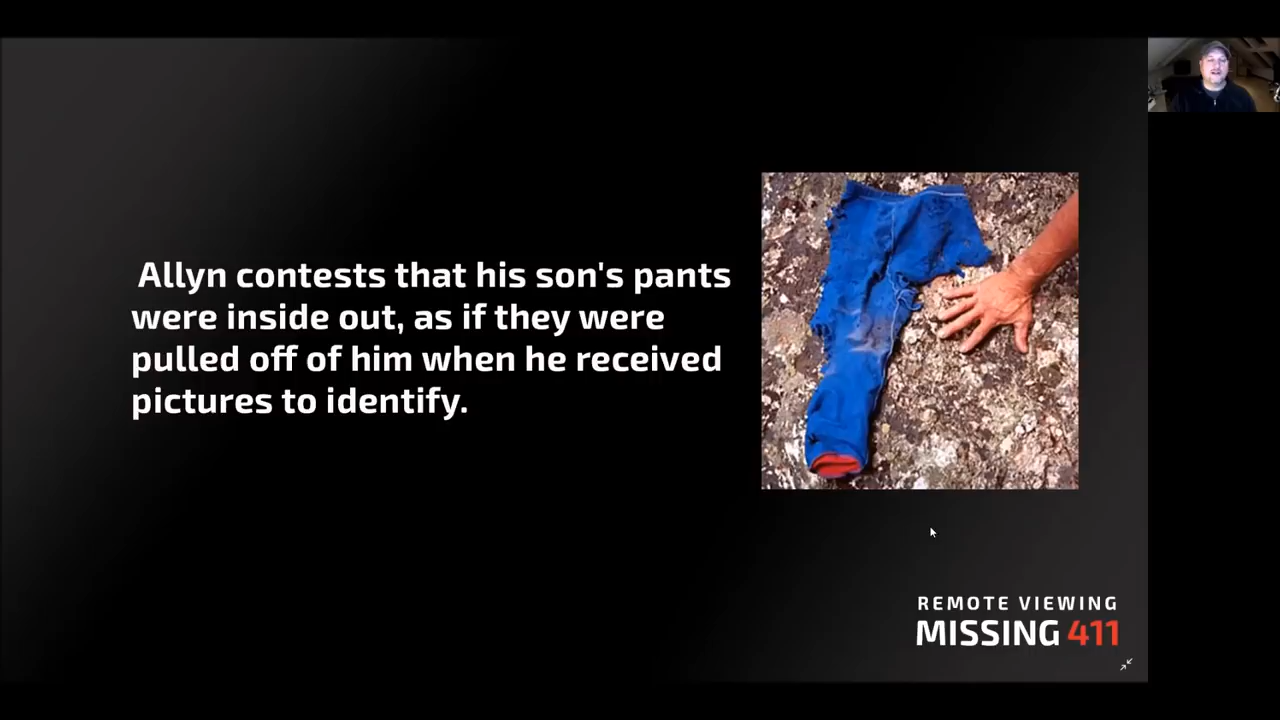 Allyn contests that his son's pants
were inside out, as if they were
pulled off of him when he received
pictures to identify.
REMOTE VIEWING
MISSING 411